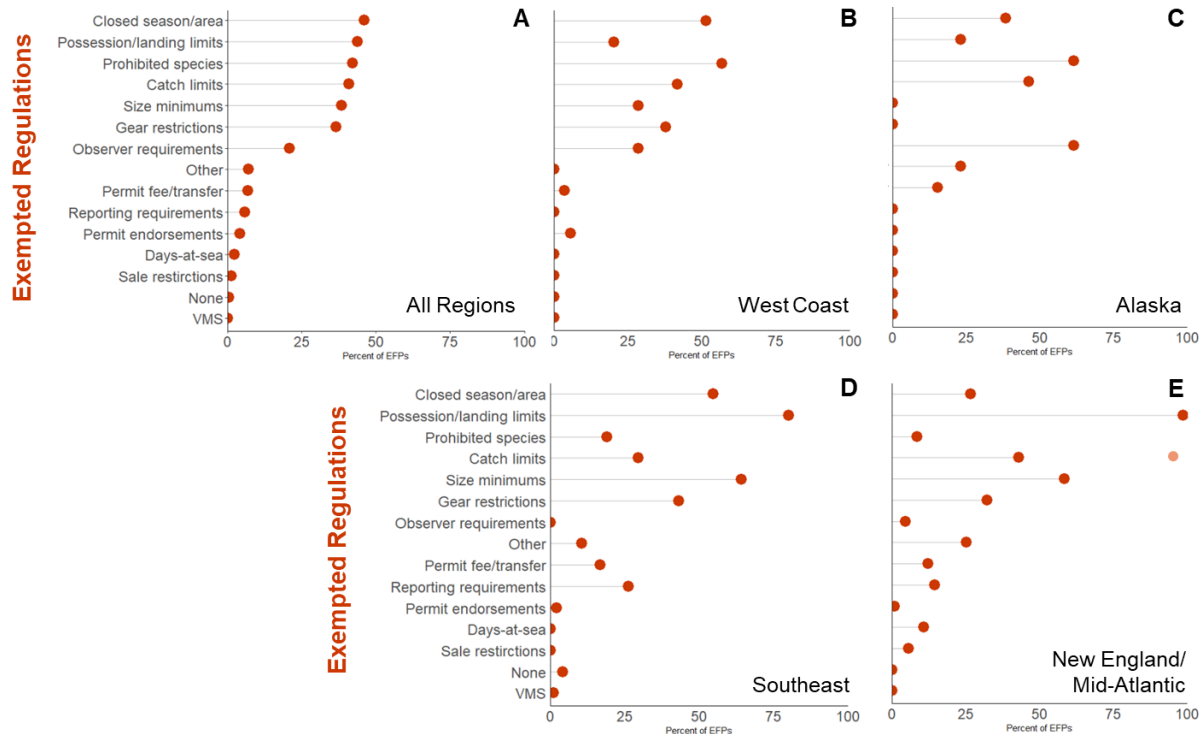 Exempted Regulations
A
Closed season/area
Possession/landing limits
Prohibited species
Catch limits
Size minimums
Gear restrictions
Observer requirements
Other
Permit fee/transfer
Reporting requirements
Permit endorsements
Days-at-sea
Sale restirctions
None
VMS
All Regions
0 25 50 75 100
Percent of EFPs
B
West Coast
0 25 50 75 100
Percent of EFPs
C
Alaska
0 25 50 75 100
Percent of EFPs
Exempted Regulations
D
Closed season/area
Possession/landing limits
Prohibited species
Catch limits
Size minimums
Gear restrictions
Observer requirements
Other
Permit fee/transfer
Reporting requirements
Permit endorsements
Days-at-sea
Sale restirctions
None
VMS
Southeast
0 25 50 75 100
Percent of EFPs
E
New England/
Mid-Atlantic
0 25 50 75 100
Percent of EFPs